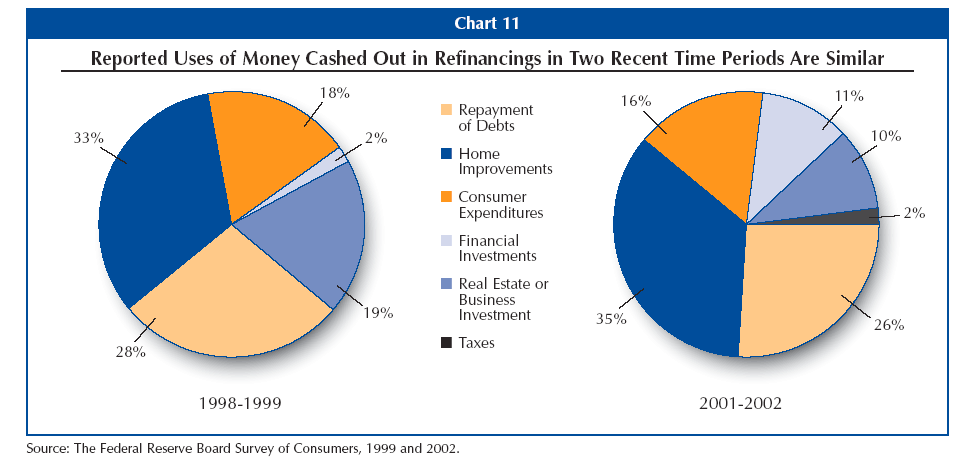 Chart 11
Reported Uses of Money Cashed Out in Refinancings in Two Recent Time Periods Are Similar
18%
33%
2%
28%
19%
1998-1999
Repayment
of Debts
Home
Improvements
Consumer
Expenditures
Financial
Investments
Real Estate or
Business
Investment
Taxes
16%
11%
10%
2%
35%
26%
2001-2002
Source: The Federal Reserve Board Survey of Consumers, 1999 and 2002.